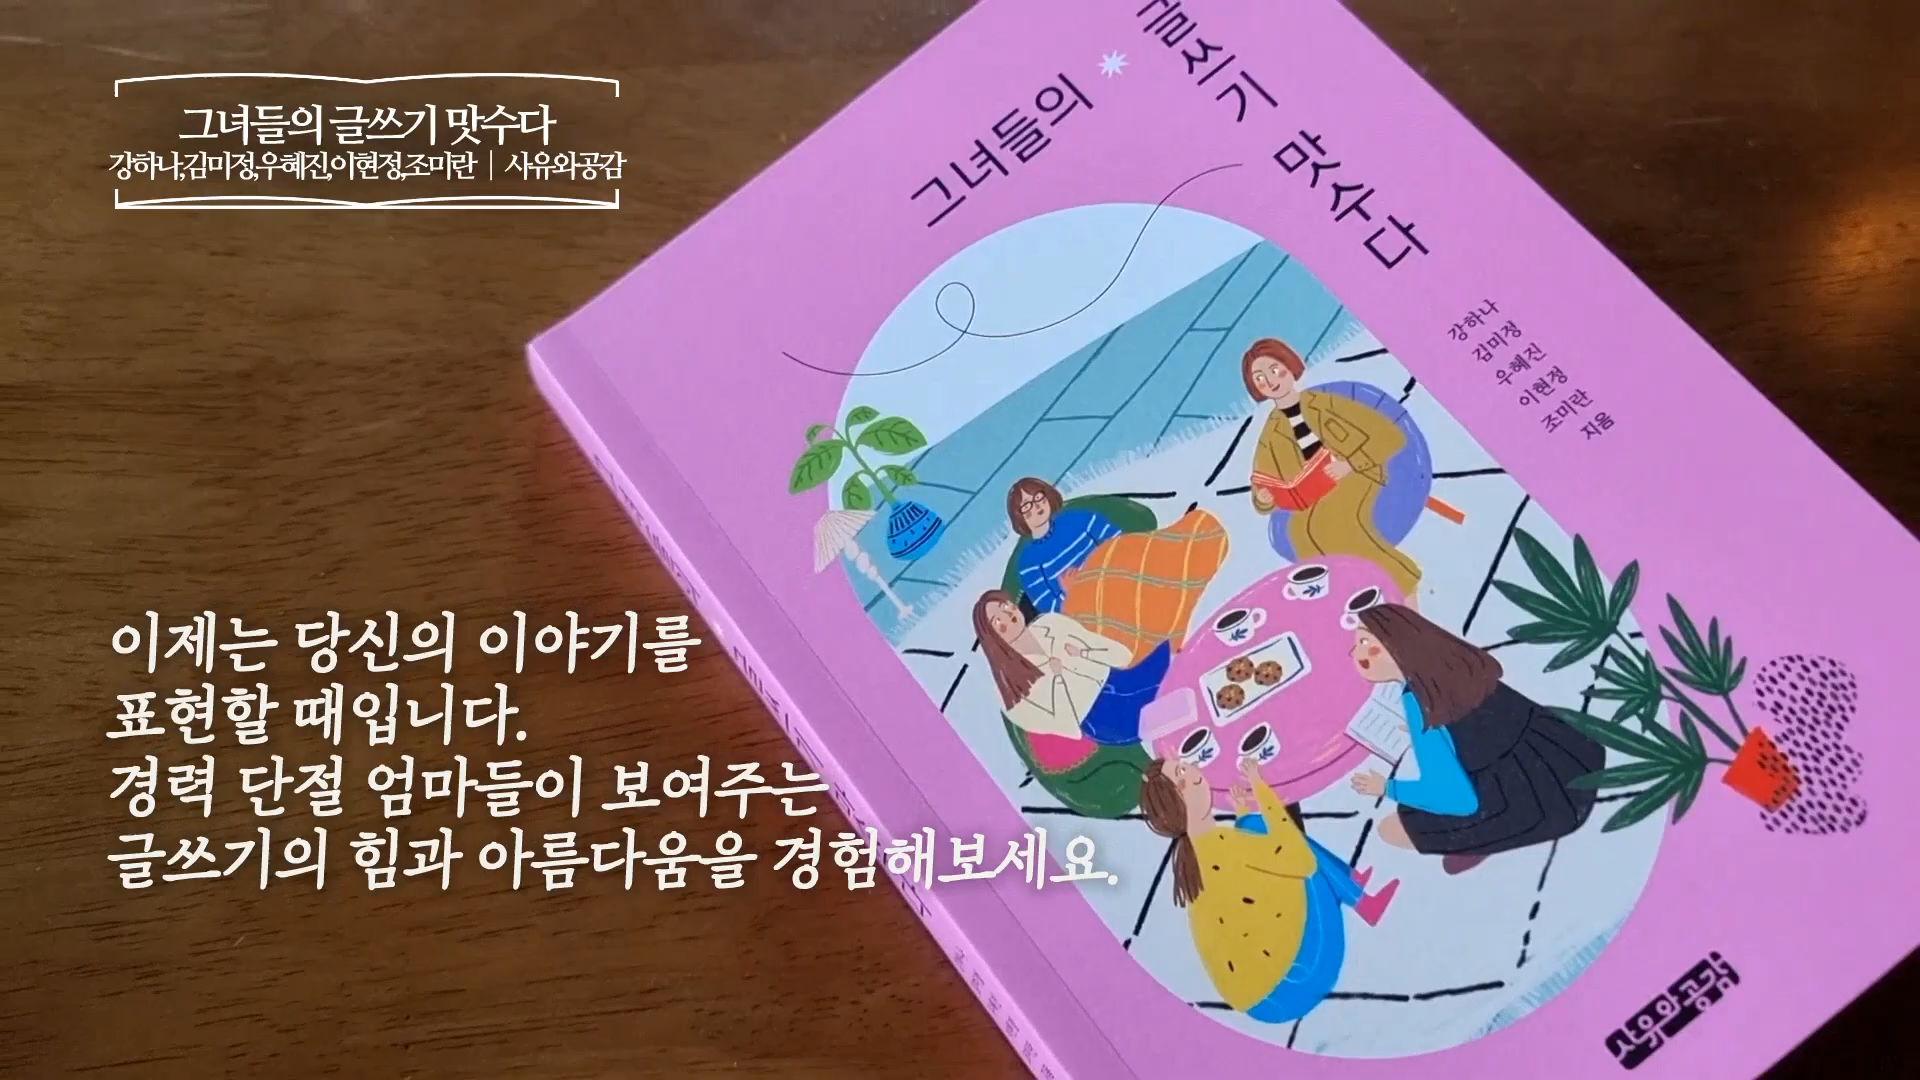 그녀들의 글쓰기 맛수다
강하나,김미정,우혜진,이현정,조미란 | 사유와공감
그녀들의
글쓰기 맛수다
강하나
김미정
우혜진
이현정
조미란
지음
이제는 당신의 이야기를
표현할 때입니다.
경력 단절 엄마들이 보여주는
글쓰기의 힘과 아름다움을 경험해보세요.
사유와공감